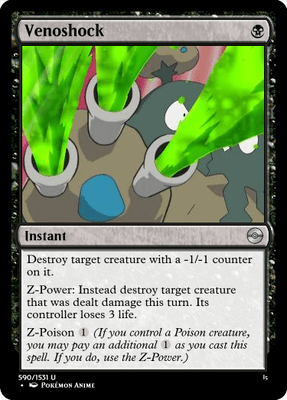 Venoshock
Instant
Destroy target creature with a -1/-1 counter
on it.
Z-Power: Instead destroy target creature
that was dealt damage this turn. Its
controller loses 3 life.
Z-Poison 1 (If you control a Poison creature,
you may pay an additional 1 as you cast this
spell. If you do, use the Z-Power.)
590/1531 U
ls
• Pokémon Anime